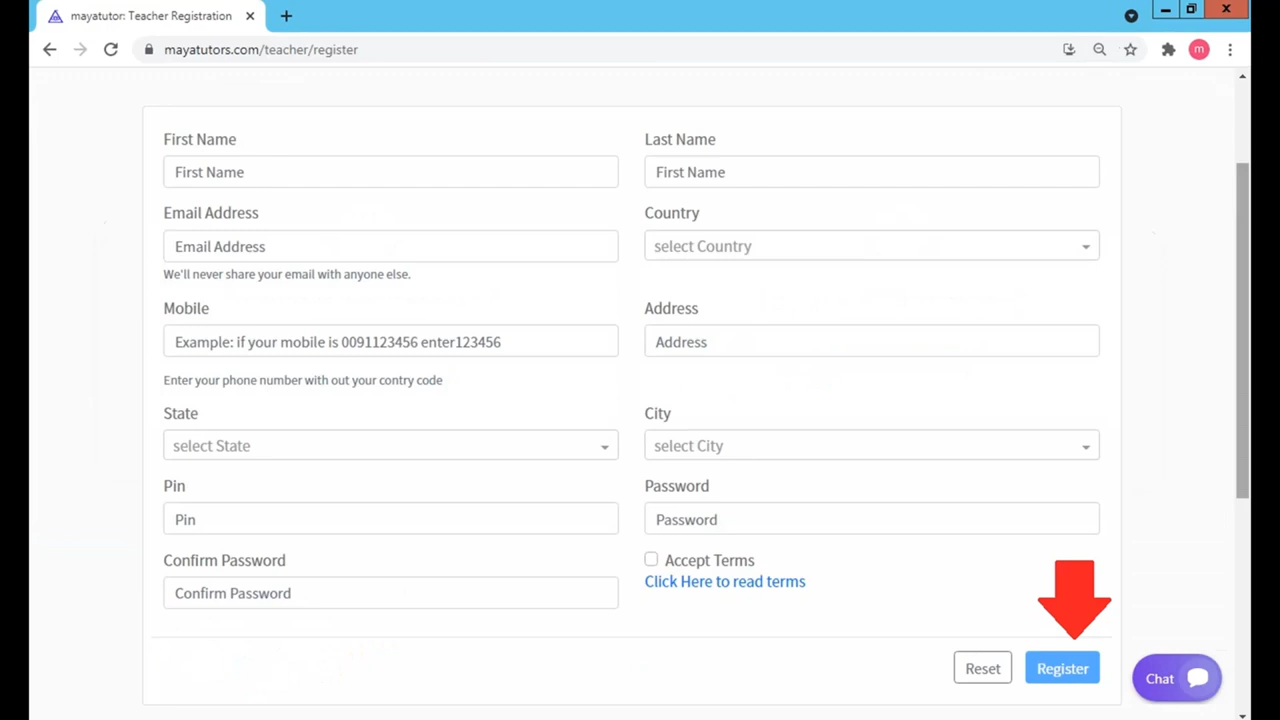 mayatutor: Teacher Registration
mayatutors.com/teacher/register
m
First Name
Last Name
First Name
First Name
Email Address
Country
Email Address
select Country
We'll never share your email with anyone else.
Mobile
Address
Example: if your mobile is 0091123456 enter123456
Address
Enter your phone number with out your contry code
State
City
select State
select City
Pin
Password
Pin
Password
Confirm Password
Accept Terms
Click Here to read terms
Confirm Password
Reset
Register
Chat